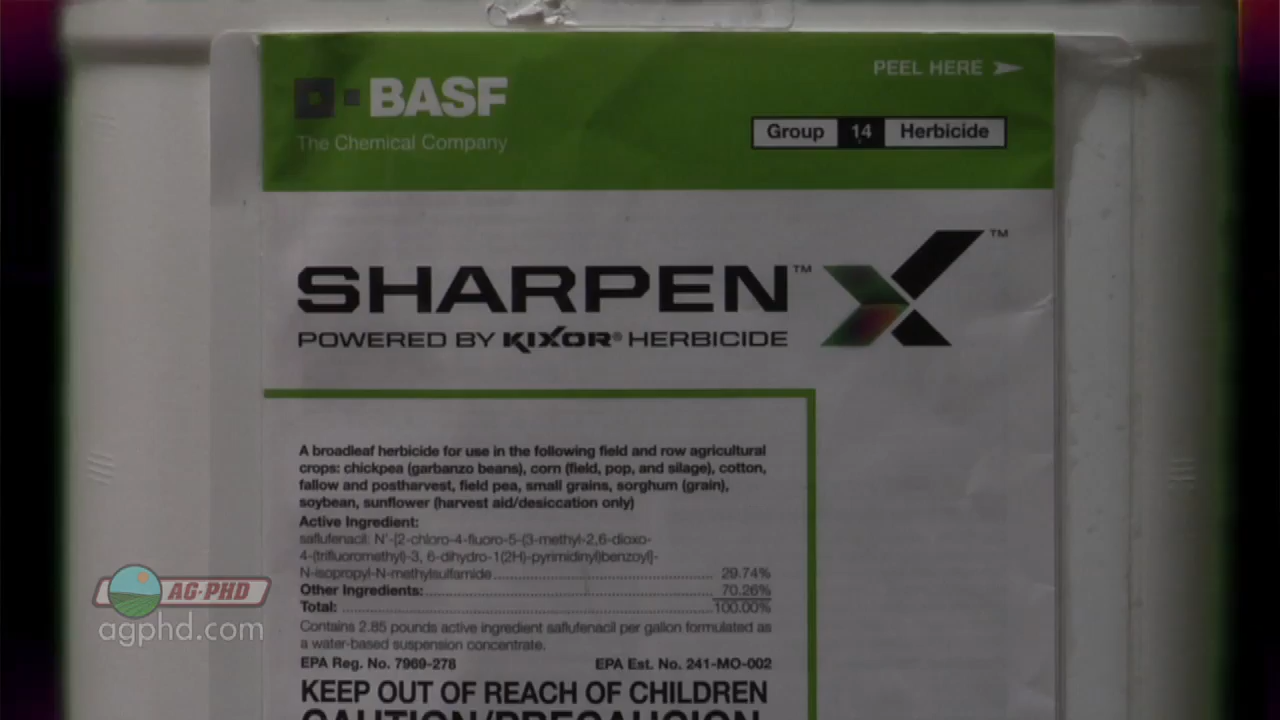 PEEL HERE
BASF
The Chemical Company
Group 14 Herbicide
SHARPEN™
POWERED BY KIXOR® HERBICIDE
A broadleaf herbicide for use in the following field and row agricultural
crops: chickpea (garbanzo beans), corn (field, pop, and silage), cotton,
fallow and postharvest, field pea, small grains, sorghum (grain),
soybean, sunflower (harvest aid/desiccation only)
Active Ingredient:
saflufenacil: N'-[2-chloro-4-fluoro-5-(3-methyl-2,6-dioxo-
4-(trifluoromethyl)-3, 6-dihydro-1(2H)-pyrimidinyl)benzoyl]-
N-isopropyl-N-methylsulfamide 29.74%
Other Ingredients: 70.26%
Total: 100.00%
Contains 2.85 pounds active ingredient saflufenacil per gallon formulated as
a water-based suspension concentrate.
EPA Reg. No. 7969-278 EPA Est. No. 241-MO-002
KEEP OUT OF REACH OF CHILDREN
CAUTION/PRECAUCION
AG·PHD
agphd.com